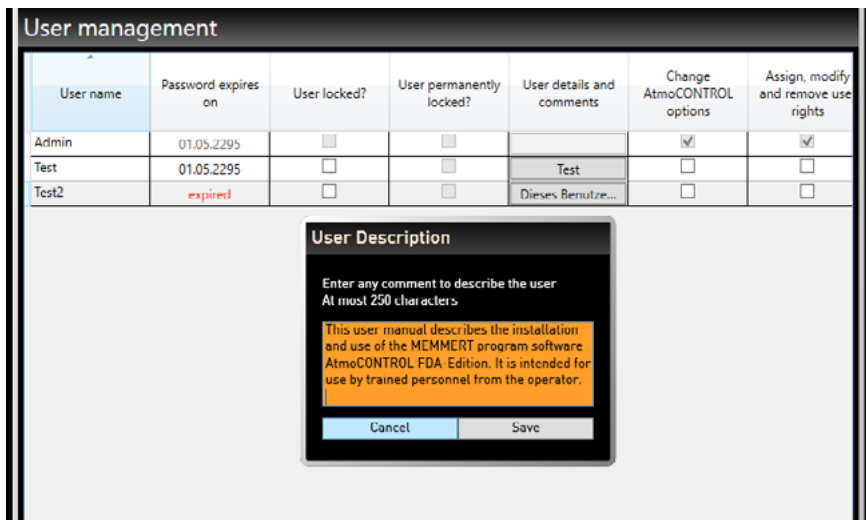 User management
User name
Password expires
on
User locked?
User permanently
locked?
User details and
comments
Change
AtmoCONTROL
options
Assign, modify
and remove use
rights
Admin 01.05.2295
Test 01.05.2295 Test
Test2 expired Dieses Benutze...
User Description
Enter any comment to describe the user
At most 250 characters
This user manual describes the installation
and use of the MEMMERT program software
AtmoCONTROL FDA-Edition. It is intended for
use by trained personnel from the operator.
Cancel Save